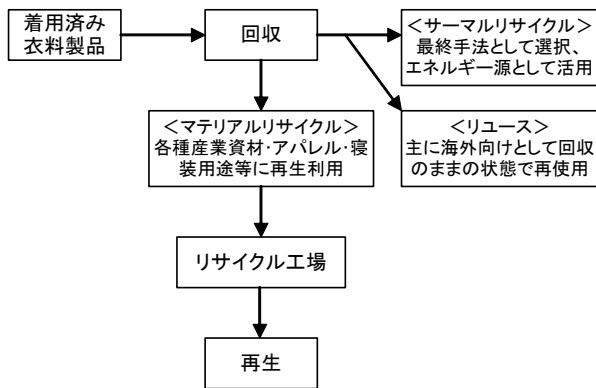 着用済み
衣料製品
回収
＜サーマルリサイクル＞
最終手法として選択、
エネルギー源として活用
＜マテリアルリサイクル＞
各種産業資材・アパレル・寝
装用途等に再生利用
＜リユース＞
主に海外向けとして回収
のままの状態で再使用
リサイクル工場
再生